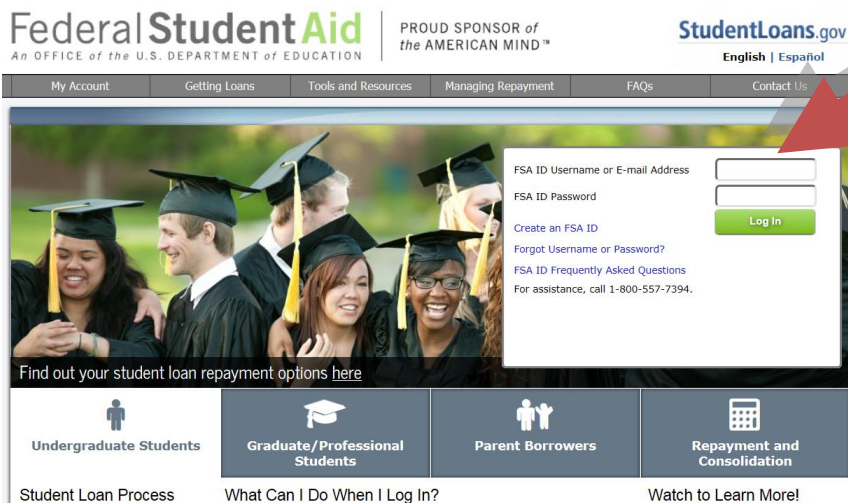 Federal Student Aid
An OFFICE of the U.S. DEPARTMENT of EDUCATION
PROUD SPONSOR of
the AMERICAN MIND™
StudentLoans.gov
English | Español
My Account Getting Loans Tools and Resources Managing Repayment FAQs Contact Us
FSA ID Username or E-mail Address
FSA ID Password
Log In
Create an FSA ID
Forgot Username or Password?
FSA ID Frequently Asked Questions
For assistance, call 1-800-557-7394.
Find out your student loan repayment options here
Undergraduate Students
Graduate/Professional
Students
Parent Borrowers
Repayment and
Consolidation
Student Loan Process
What Can I Do When I Log In?
Watch to Learn More!